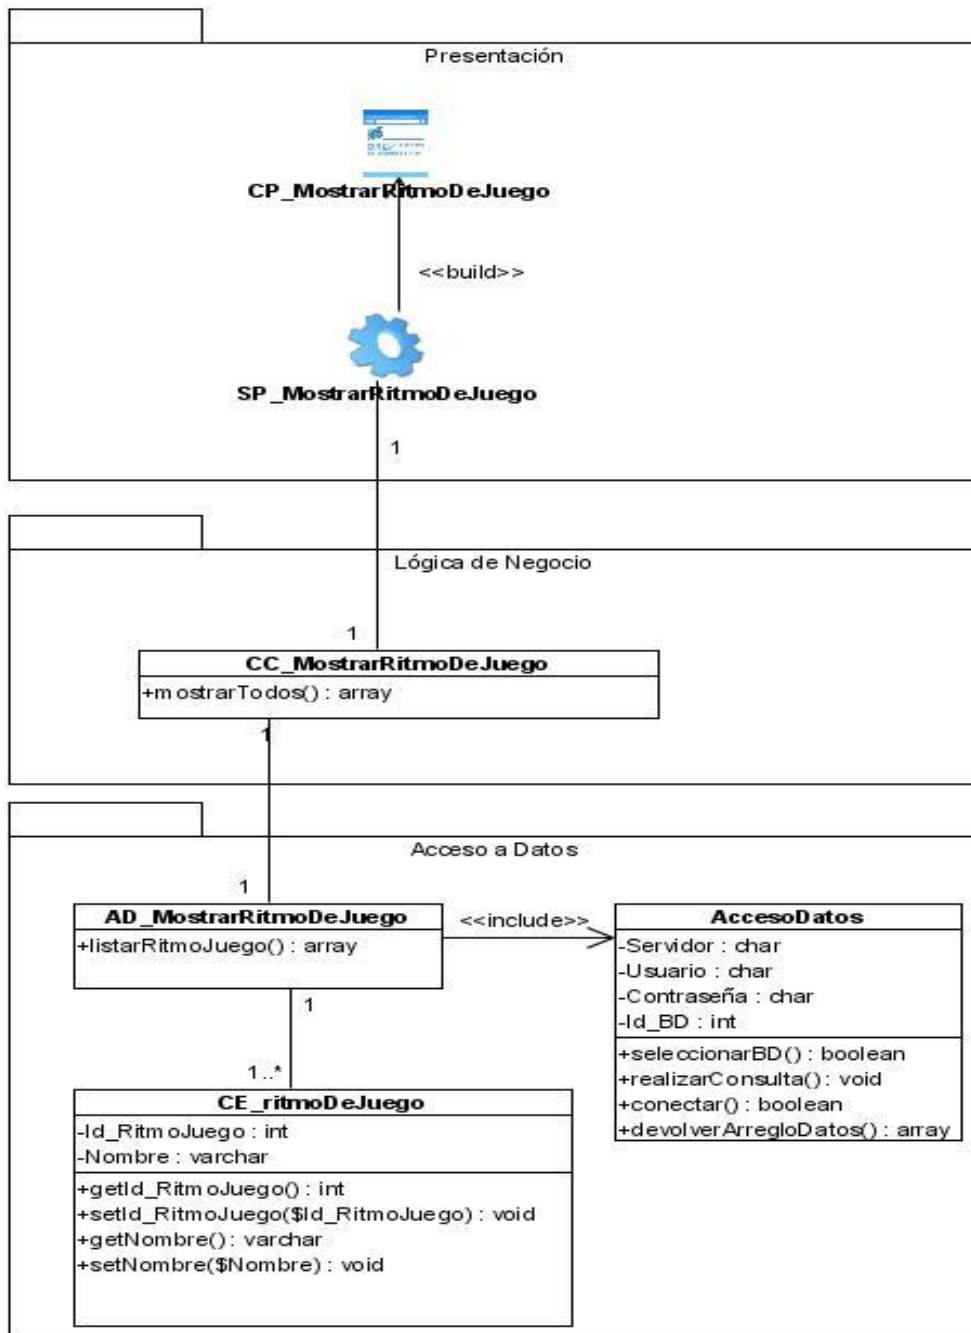 Presentación
CP_MostrarRitmoDeJuego
<<build>>
SP_MostrarRitmoDeJuego
1
Lógica de Negocio
1
CC_MostrarRitmoDeJuego
+mostrarTodos() : array
1
Acceso a Datos
1
AD_MostrarRitmoDeJuego
+listarRitmoJuego() : array
<<include>>
AccesoDatos
-Servidor : char
-Usuario : char
-Contraseña : char
-Id_BD : int
+seleccionarBD() : boolean
+realizarConsulta() : void
+conectar() : boolean
+devolverArregloDatos() : array
1
1..*
CE_ritmoDeJuego
-Id_RitmoJuego : int
-Nombre : varchar
+getId_RitmoJuego() : int
+setId_RitmoJuego($Id_RitmoJuego) : void
+getNombre() : varchar
+setNombre($Nombre) : void